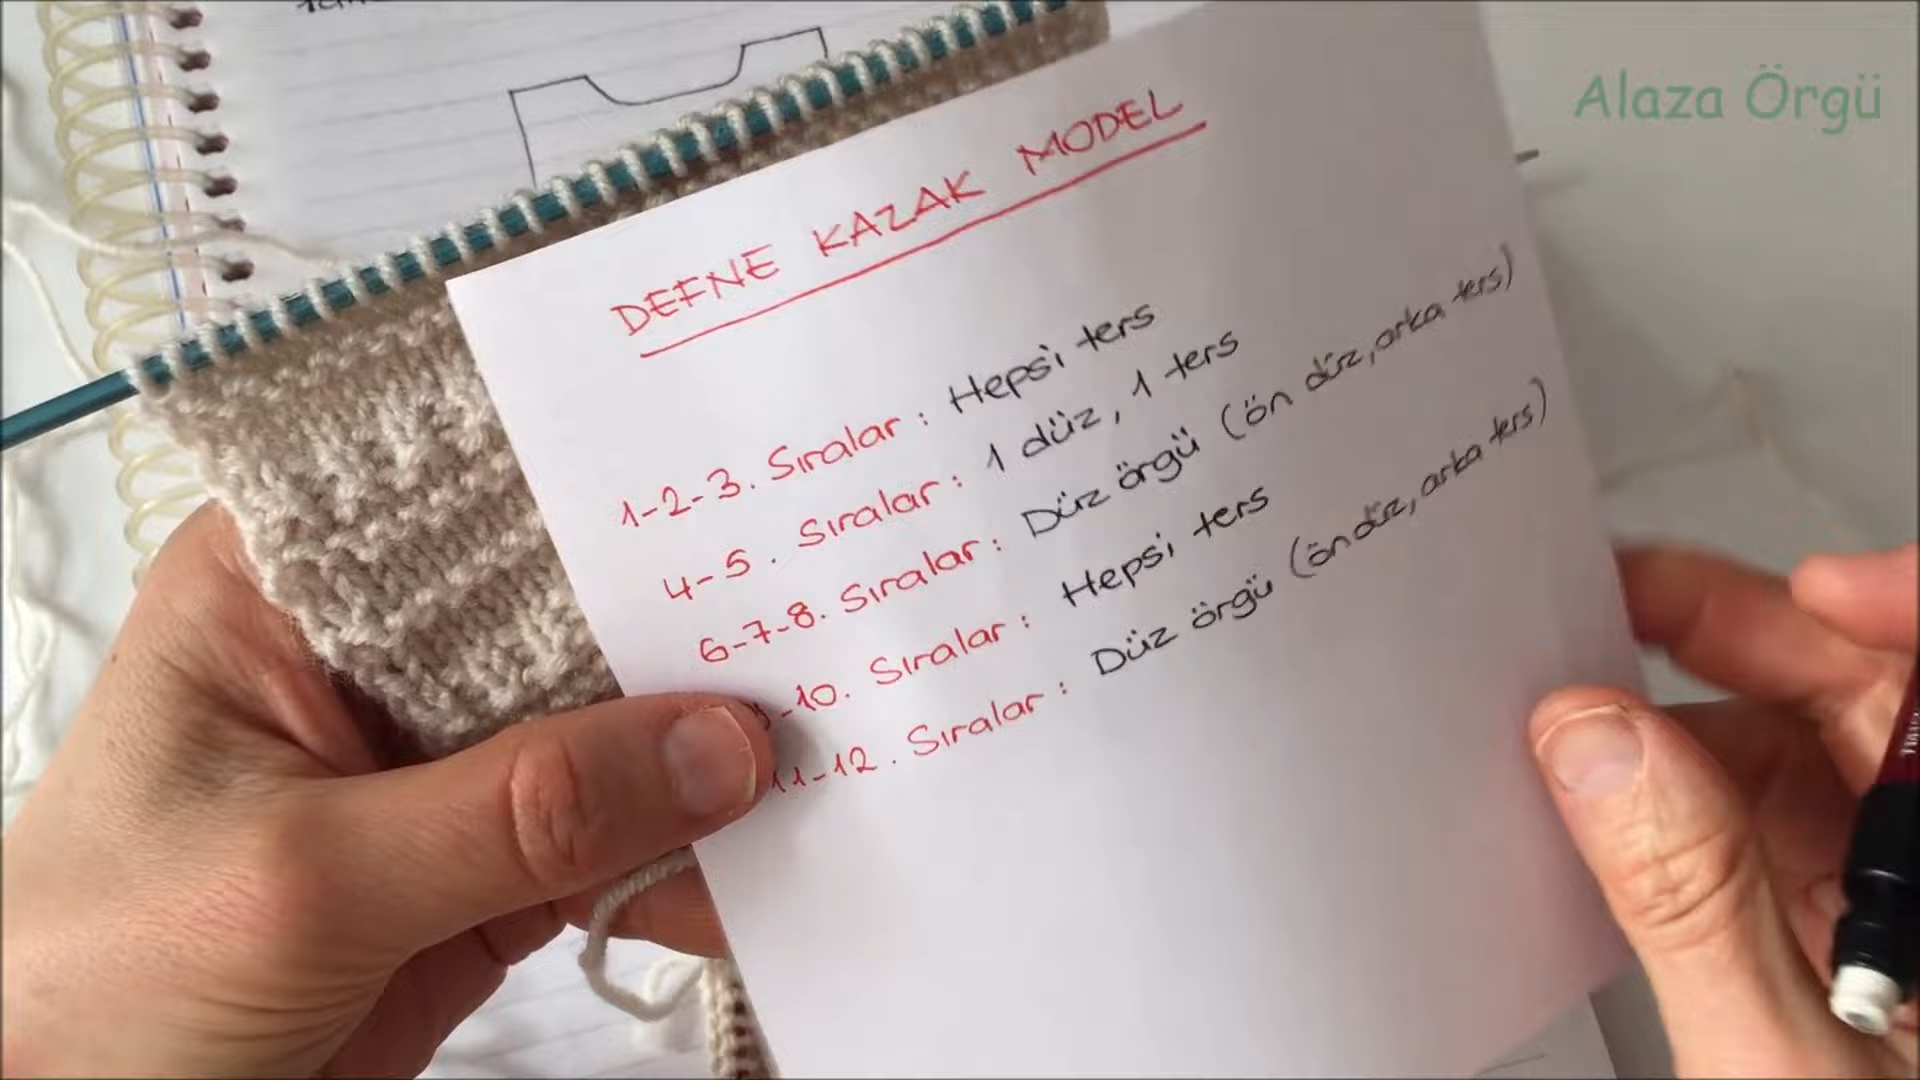 Alaza Örgü
DEFNE KAZAK MODEL
1-2-3. Sıralar : Hepsi ters
4-5. Sıralar : 1 düz, 1 ters
6-7-8. Sıralar : Düz örgü (ön düz, arka ters)
-10. Sıralar : Hepsi ters
11-12. Sıralar : Düz örgü (ön düz, arka ters)